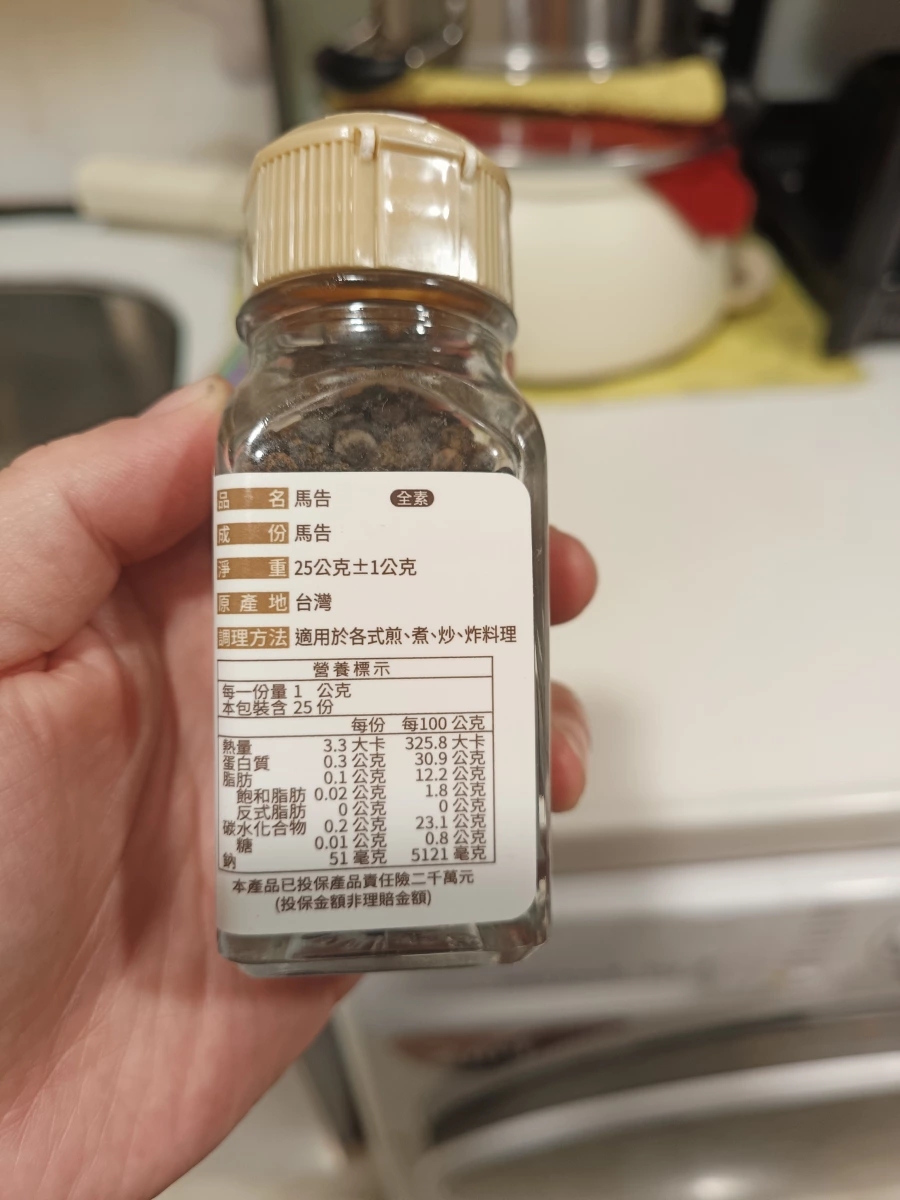 品名 馬告 全素
成份 馬告
淨重 25公克±1公克
原產地 台灣
調理方法 適用於各式煎、煮、炒、炸料理
營養標示
每一份量 1 公克
本包裝含 25 份
每份 每100 公克
熱量 3.3 大卡 325.8 大卡
蛋白質 0.3 公克 30.9 公克
脂肪 0.1 公克 12.2 公克
飽和脂肪 0.02 公克 1.8 公克
反式脂肪 0 公克 0 公克
碳水化合物 0.2 公克 23.1 公克
糖 0.01 公克 0.8 公克
鈉 51 毫克 5121 毫克
本產品已投保產品責任險二千萬元
(投保金額非理賠金額)